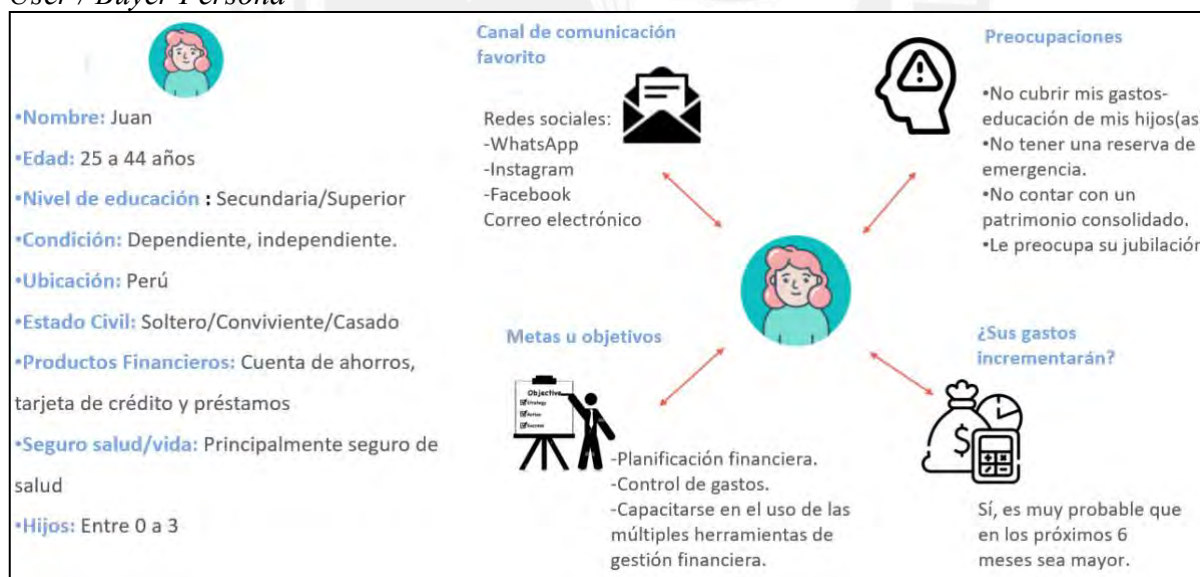 User / Buyer Persona
•Nombre: Juan
•Edad: 25 a 44 años
•Nivel de educación : Secundaria/Superior
•Condición: Dependiente, independiente.
•Ubicación: Perú
•Estado Civil: Soltero/Conviviente/Casado
•Productos Financieros: Cuenta de ahorros,
tarjeta de crédito y préstamos
•Seguro salud/vida: Principalmente seguro de
salud
•Hijos: Entre 0 a 3
Canal de comunicación
favorito
Redes sociales:
-WhatsApp
-Instagram
-Facebook
Correo electrónico
Preocupaciones
•No cubrir mis gastos-
educación de mis hijos(as
•No tener una reserva de
emergencia.
•No contar con un
patrimonio consolidado.
•Le preocupa su jubilación
Metas u objetivos
Objective
Strategy
Action
Success
-Planificación financiera.
-Control de gastos.
-Capacitarse en el uso de las
múltiples herramientas de
gestión financiera.
¿Sus gastos
incrementarán?
$
Sí, es muy probable que
en los próximos 6
meses sea mayor.